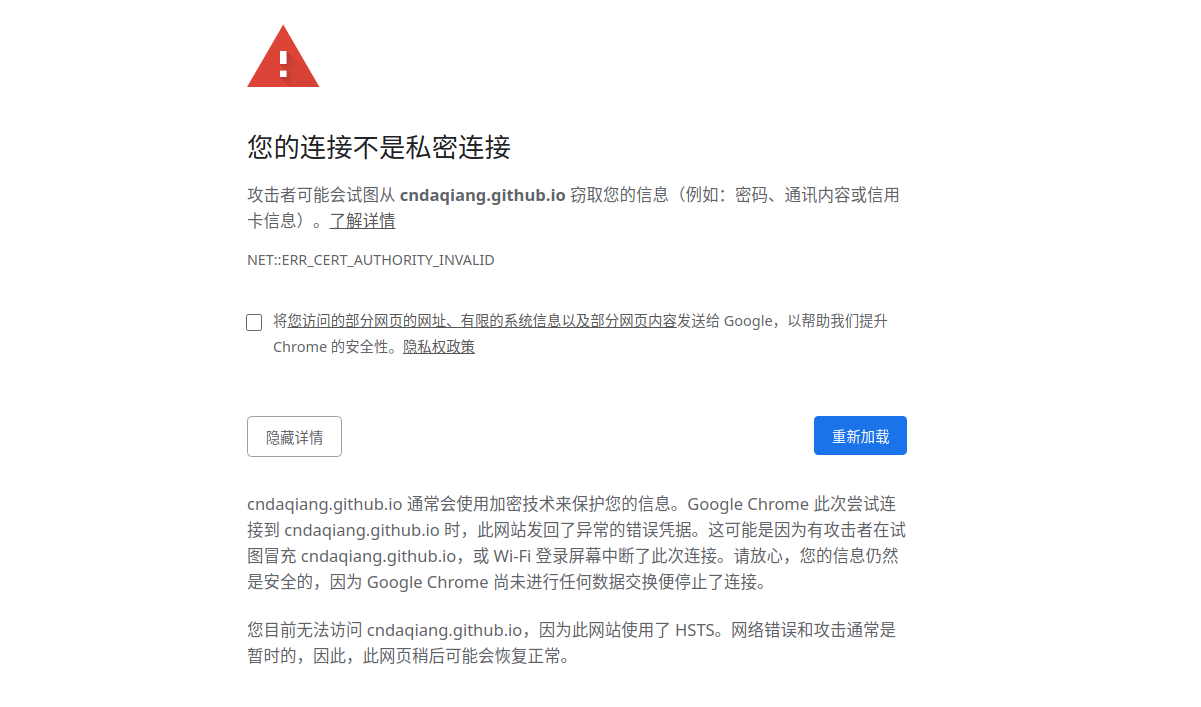 您的连接不是私密连接
攻击者可能会试图从 cndaqiang.github.io 窃取您的信息（例如：密码、通讯内容或信用
卡信息）。了解详情
NET::ERR_CERT_AUTHORITY_INVALID
将您访问的部分网页的网址、有限的系统信息以及部分网页内容发送给 Google，以帮助我们提升
Chrome 的安全性。隐私权政策
隐藏详情
重新加载
cndaqiang.github.io 通常会使用加密技术来保护您的信息。Google Chrome 此次尝试连
接到 cndaqiang.github.io 时，此网站发回了异常的错误凭据。这可能是因为有攻击者在试
图冒充 cndaqiang.github.io，或 Wi-Fi 登录屏幕中断了此次连接。请放心，您的信息仍然
是安全的，因为 Google Chrome 尚未进行任何数据交换便停止了连接。
您目前无法访问 cndaqiang.github.io，因为此网站使用了 HSTS。网络错误和攻击通常是
暂时的，因此，此网页稍后可能会恢复正常。